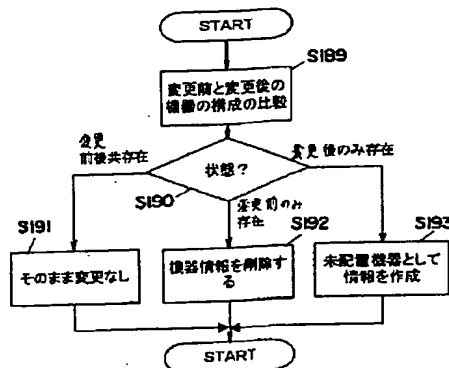 START
S189
変更前と変更後の
機器の構成の比較
変更
前後共存在
状態?
変更後のみ存在
S190
変更前のみ
存在
S191
S192
S193
そのまま変更なし
機器情報を削除す
る
未配置機器として
情報を作成
START